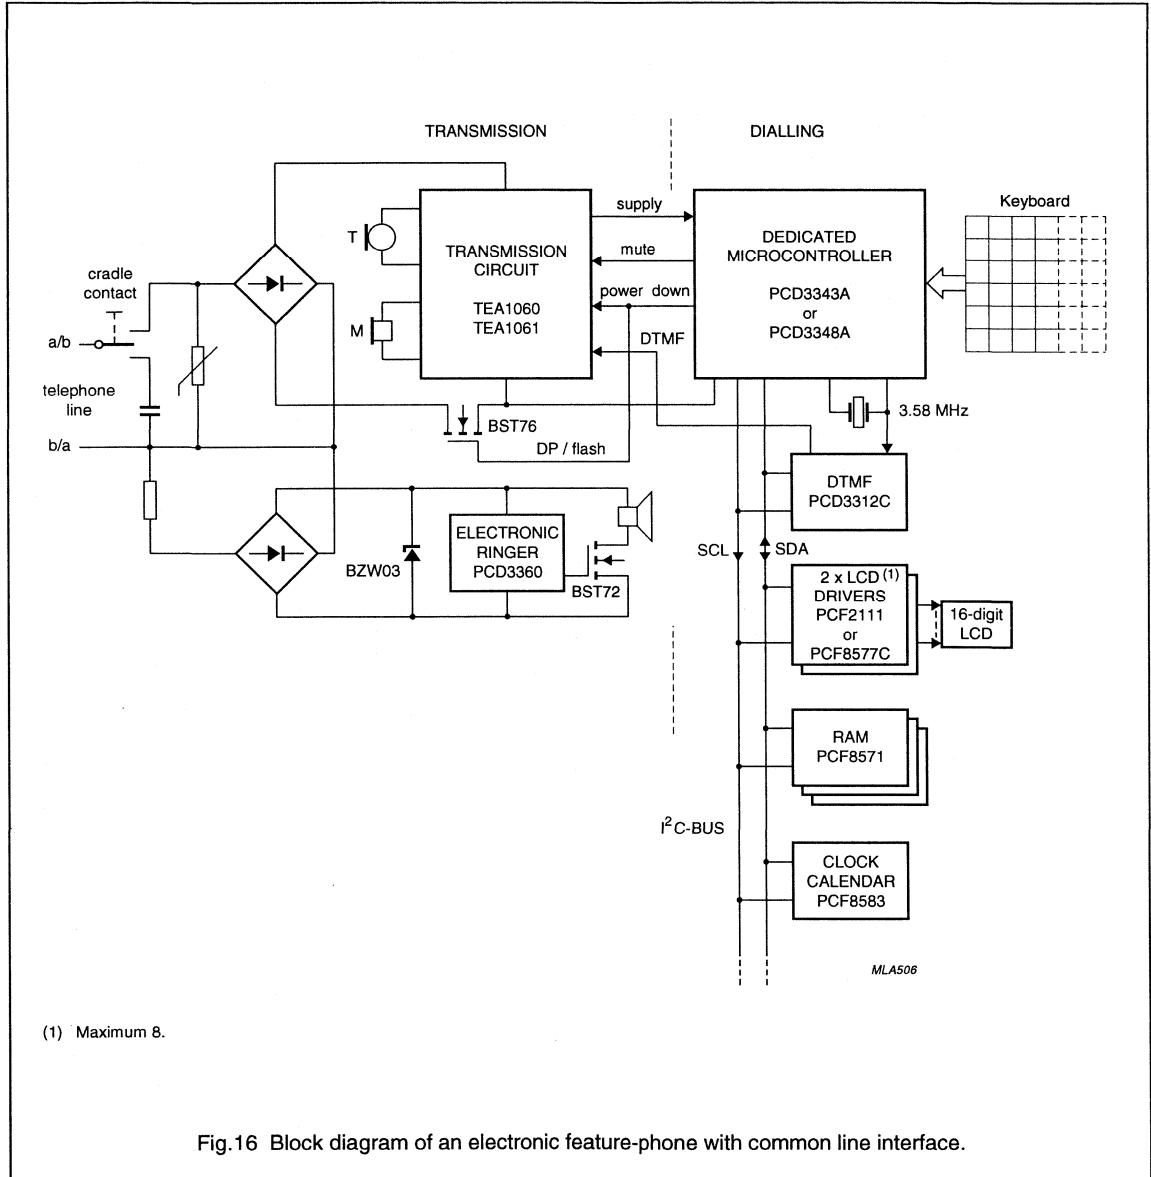 TRANSMISSION
DIALLING
Keyboard
supply
mute
power down
DTMF
T
M
TRANSMISSION
CIRCUIT
TEA1060
TEA1061
DEDICATED
MICROCONTROLLER
PCD3343A
or
PCD3348A
cradle
contact
a/b
telephone
line
b/a
BST76
DP / flash
3.58 MHz
DTMF
PCD3312C
ELECTRONIC
RINGER
PCD3360
BZW03
BST72
SCL
SDA
2 x LCD (1)
DRIVERS
PCF2111
or
PCF8577C
16-digit
LCD
RAM
PCF8571
I2C-BUS
CLOCK
CALENDAR
PCF8583
MLA506
(1) Maximum 8.
Fig.16 Block diagram of an electronic feature-phone with common line interface.